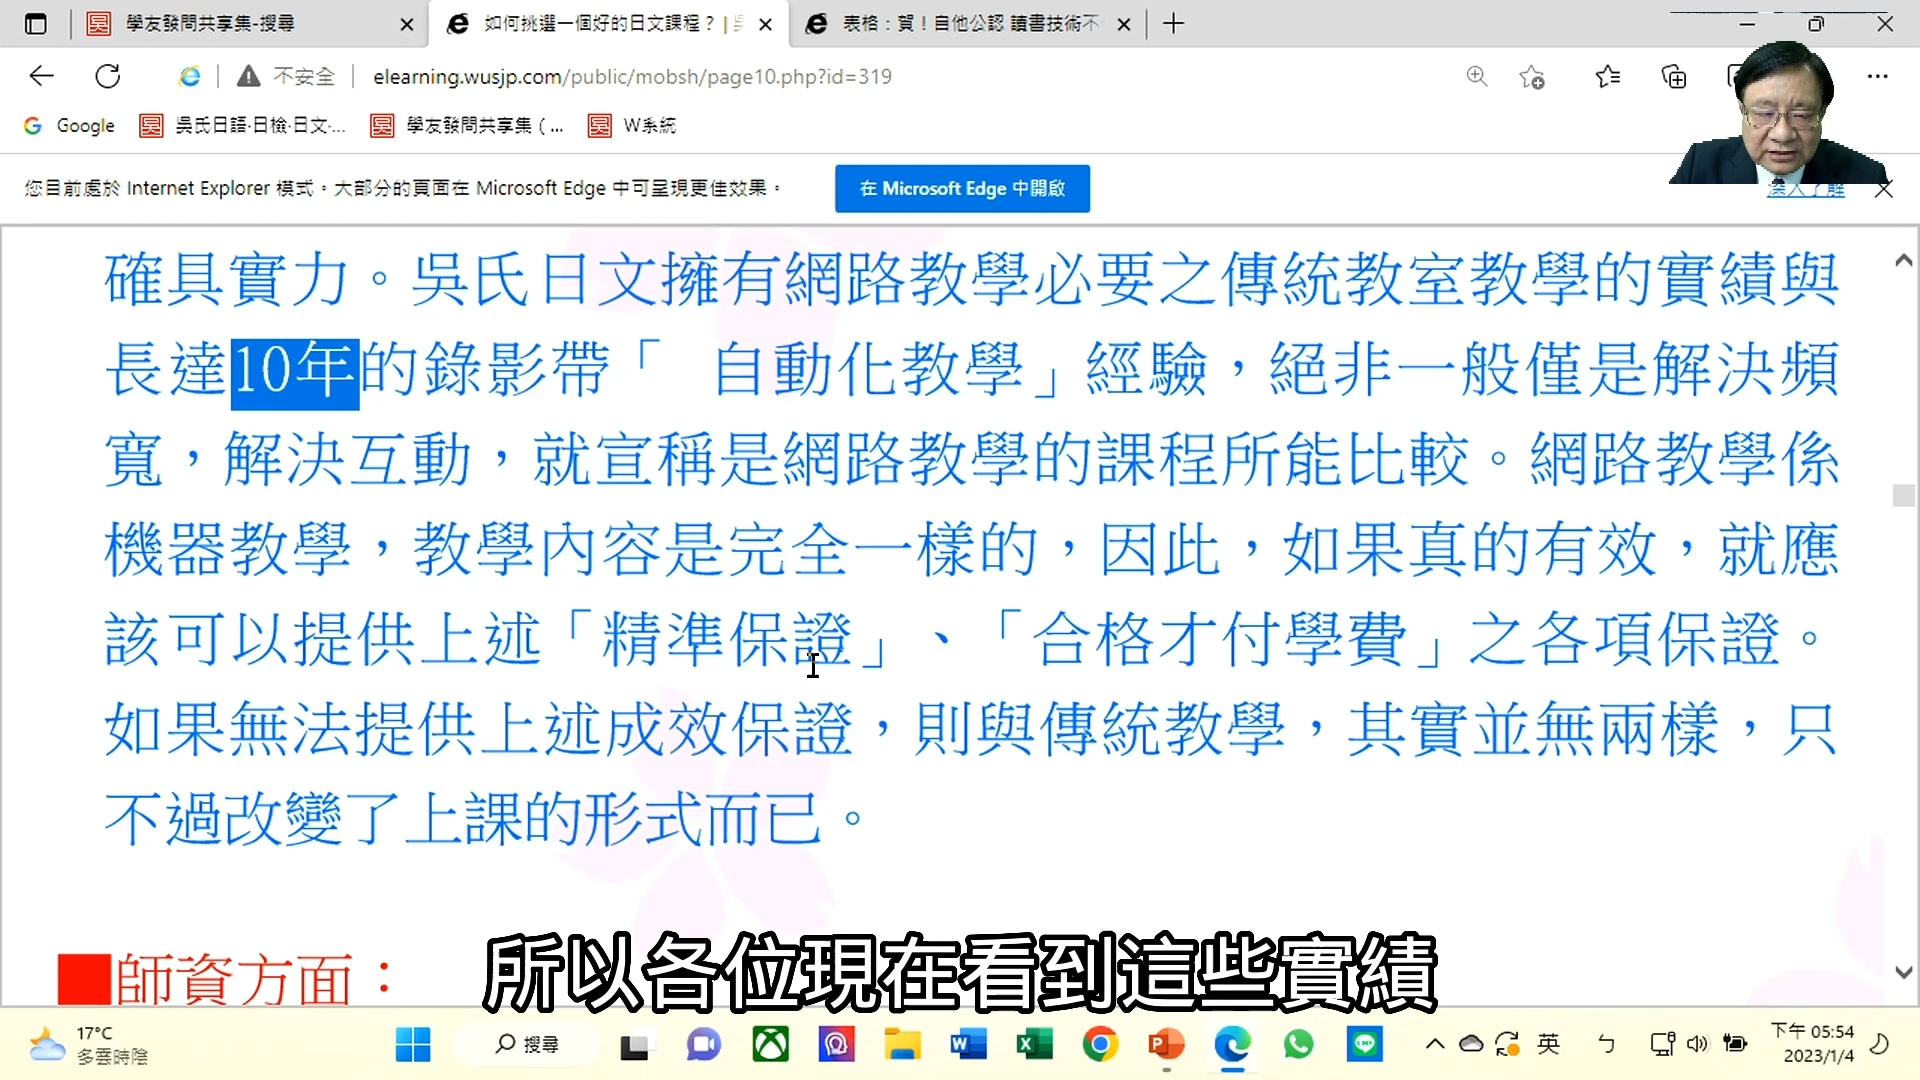 學友發問共享集-搜尋
如何挑選一個好的日文課程？ |
表格：賀！自他公認 讀書技術不
不安全
elearning.wusjp.com/public/mobsh/page10.php?id=319
Google
吳氏日語·日檢·日文·...
學友發問共享集 ( ...
W系統
您目前處於 Internet Explorer 模式。大部分的頁面在 Microsoft Edge 中可呈現更佳效果。
在 Microsoft Edge 中開啟
深入了解
確具實力。吳氏日文擁有網路教學必要之傳統教室教學的實績與
長達10年的錄影帶「 自動化教學」經驗，絕非一般僅是解決頻
寬，解決互動，就宣稱是網路教學的課程所能比較。網路教學係
機器教學，教學內容是完全一樣的，因此，如果真的有效，就應
該可以提供上述「精準保證」、「合格才付學費」之各項保證。
如果無法提供上述成效保證，則與傳統教學，其實並無兩樣，只
不過改變了上課的形式而已。
師資方面：
所以各位現在看到這些實績
17°C
多雲時陰
搜尋
英
ㄅ
下午 05:54
2023/1/4